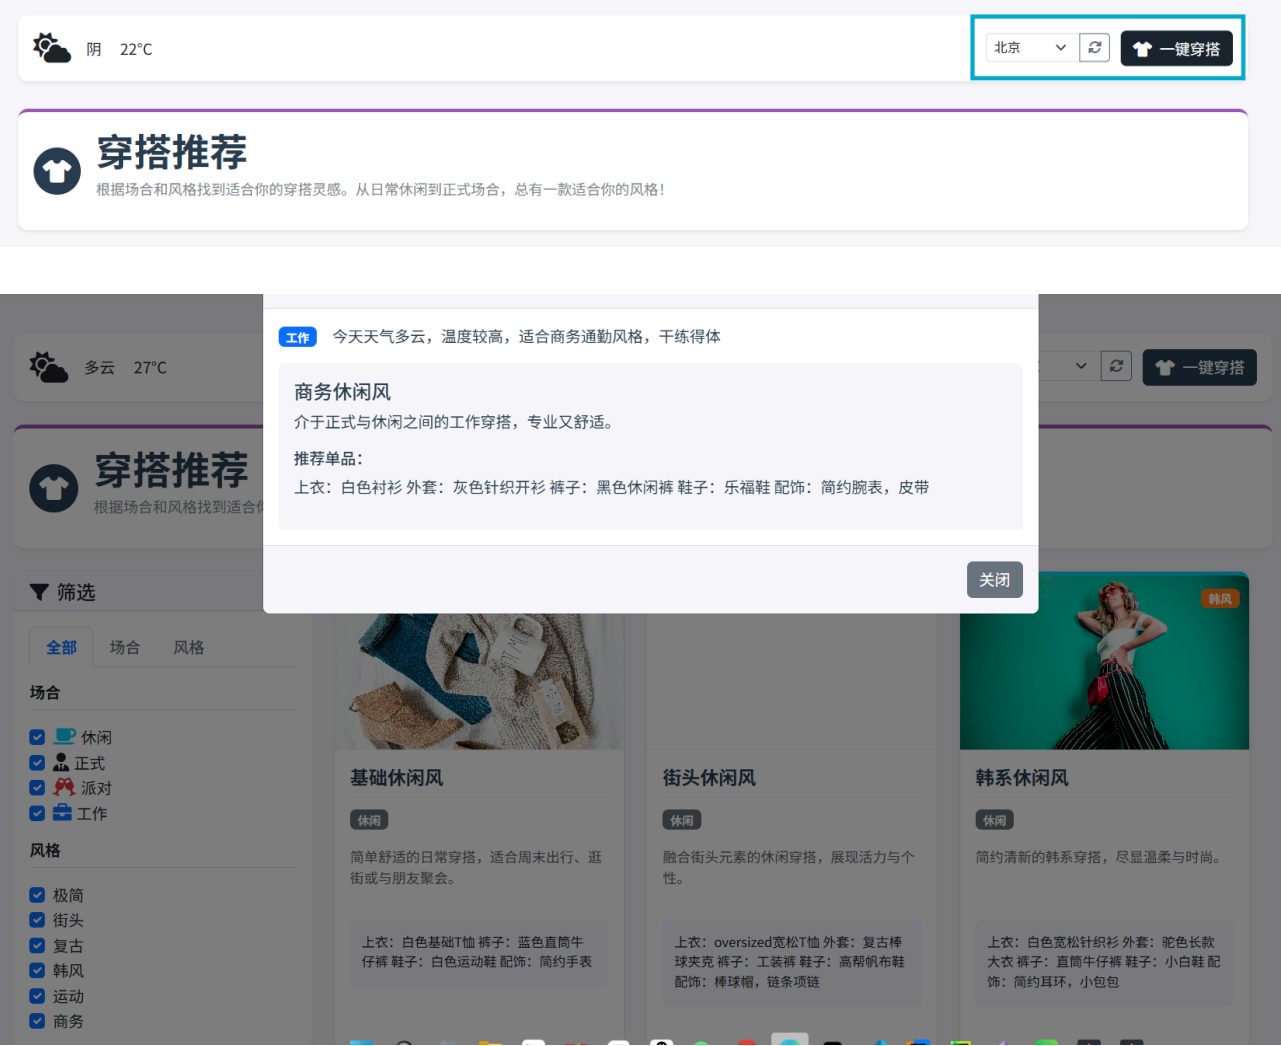 阴 22°C 北京 一键穿搭
穿搭推荐
根据场合和风格找到适合你的穿搭灵感。从日常休闲到正式场合，总有一款适合你的风格！
工作 今天天气多云，温度较高，适合商务通勤风格，干练得体
多云 27°C 一键穿搭
商务休闲风
介于正式与休闲之间的工作穿搭，专业又舒适。
推荐单品：
上衣：白色衬衫 外套：灰色针织开衫 裤子：黑色休闲裤 鞋子：乐福鞋 配饰：简约腕表，皮带
穿搭推荐
根据场合和风格找到适合
关闭
筛选
全部 场合 风格
场合
休闲
正式
派对
工作
风格
极简
街头
复古
韩风
运动
商务
基础休闲风
休闲
简单舒适的日常穿搭，适合周末出行、逛
街或与朋友聚会。
上衣：白色基础T恤 裤子：蓝色直筒牛
仔裤 鞋子：白色运动鞋 配饰：简约手表
街头休闲风
休闲
融合街头元素的休闲穿搭，展现活力与个
性。
上衣：oversized宽松T恤 外套：复古棒
球夹克 裤子：工装裤 鞋子：高帮帆布鞋
配饰：棒球帽，链条项链
韩风
韩系休闲风
休闲
简约清新的韩系穿搭，尽显温柔与时尚。
上衣：白色宽松针织衫 外套：驼色长款
大衣 裤子：直筒牛仔裤 鞋子：小白鞋 配
饰：简约耳环，小包包